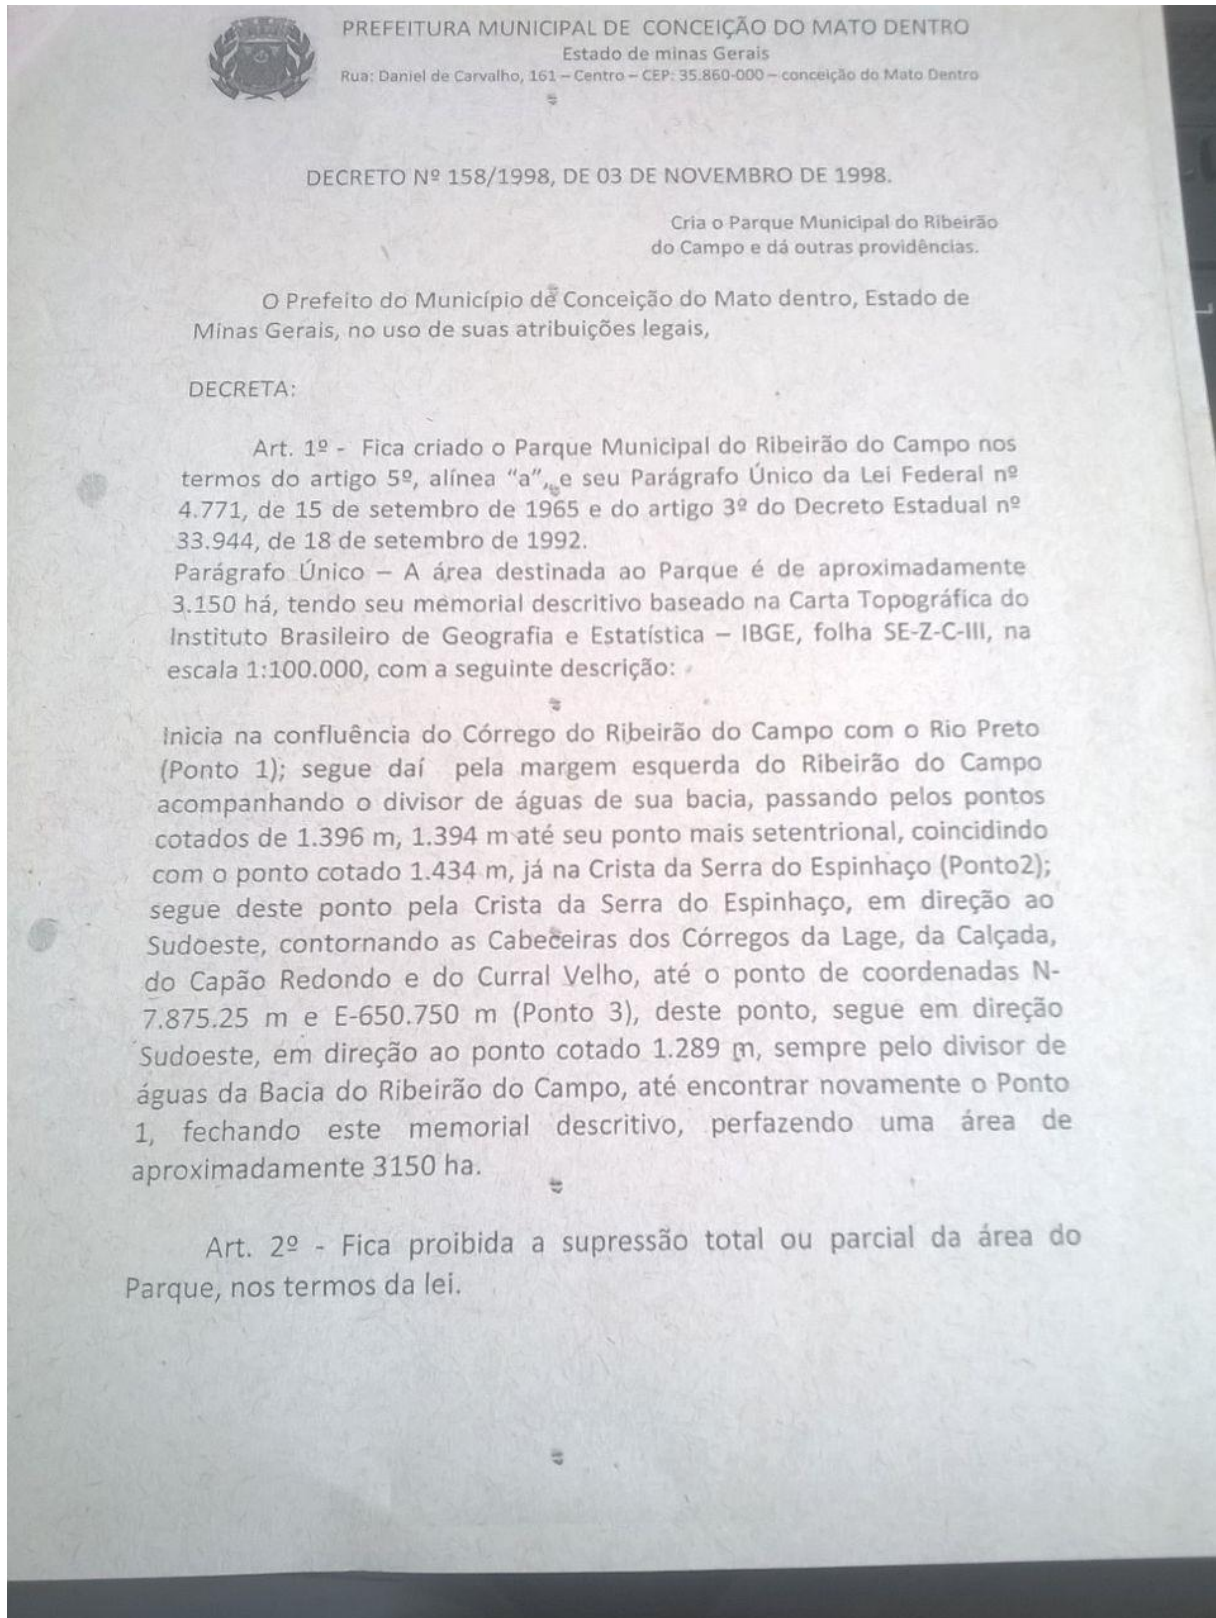 PREFEITURA MUNICIPAL DE CONCEIÇÃO DO MATO DENTRO
Estado de minas Gerais
Rua: Daniel de Carvalho, 161 – Centro – CEP: 35.860-000 – conceição do Mato Dentro
DECRETO Nº 158/1998, DE 03 DE NOVEMBRO DE 1998.
Cria o Parque Municipal do Ribeirão
do Campo e dá outras providências.
O Prefeito do Município de Conceição do Mato dentro, Estado de
Minas Gerais, no uso de suas atribuições legais,
DECRETA:
Art. 1º - Fica criado o Parque Municipal do Ribeirão do Campo nos
termos do artigo 5º, alínea “a”, e seu Parágrafo Único da Lei Federal nº
4.771, de 15 de setembro de 1965 e do artigo 3º do Decreto Estadual nº
33.944, de 18 de setembro de 1992.
Parágrafo Único – A área destinada ao Parque é de aproximadamente
3.150 há, tendo seu memorial descritivo baseado na Carta Topográfica do
Instituto Brasileiro de Geografia e Estatística – IBGE, folha SE-Z-C-III, na
escala 1:100.000, com a seguinte descrição:
Inicia na confluência do Córrego do Ribeirão do Campo com o Rio Preto
(Ponto 1); segue daí pela margem esquerda do Ribeirão do Campo
acompanhando o divisor de águas de sua bacia, passando pelos pontos
cotados de 1.396 m, 1.394 m até seu ponto mais setentrional, coincidindo
com o ponto cotado 1.434 m, já na Crista da Serra do Espinhaço (Ponto2);
segue deste ponto pela Crista da Serra do Espinhaço, em direção ao
Sudoeste, contornando as Cabeceiras dos Córregos da Lage, da Calçada,
do Capão Redondo e do Curral Velho, até o ponto de coordenadas N-
7.875.25 m e E-650.750 m (Ponto 3), deste ponto, segue em direção
Sudoeste, em direção ao ponto cotado 1.289 m, sempre pelo divisor de
águas da Bacia do Ribeirão do Campo, até encontrar novamente o Ponto
1, fechando este memorial descritivo, perfazendo uma área de
aproximadamente 3150 ha.
Art. 2º - Fica proibida a supressão total ou parcial da área do
Parque, nos termos da lei.